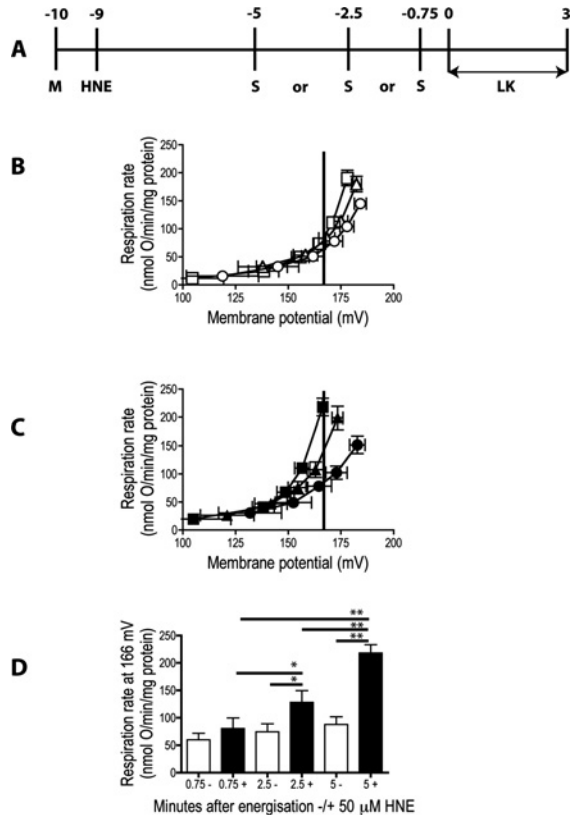 -10 -9 -5 -2.5 -0.75 0 3
A
M HNE S or S or S LK
B
Respiration rate
(nmol O/min/mg protein)
250
200
150
100
50
0
100 125 150 175 200
Membrane potential (mV)
C
Respiration rate
(nmol O/min/mg protein)
250
200
150
100
50
0
100 125 150 175 200
Membrane potential (mV)
D
Respiration rate at 166 mV
(nmol O/min/mg protein)
250
200
150
100
50
0
**
**
**
*
*
0.75 - 0.75 + 2.5 - 2.5 + 5 - 5 +
Minutes after energisation -/+ 50 μM HNE